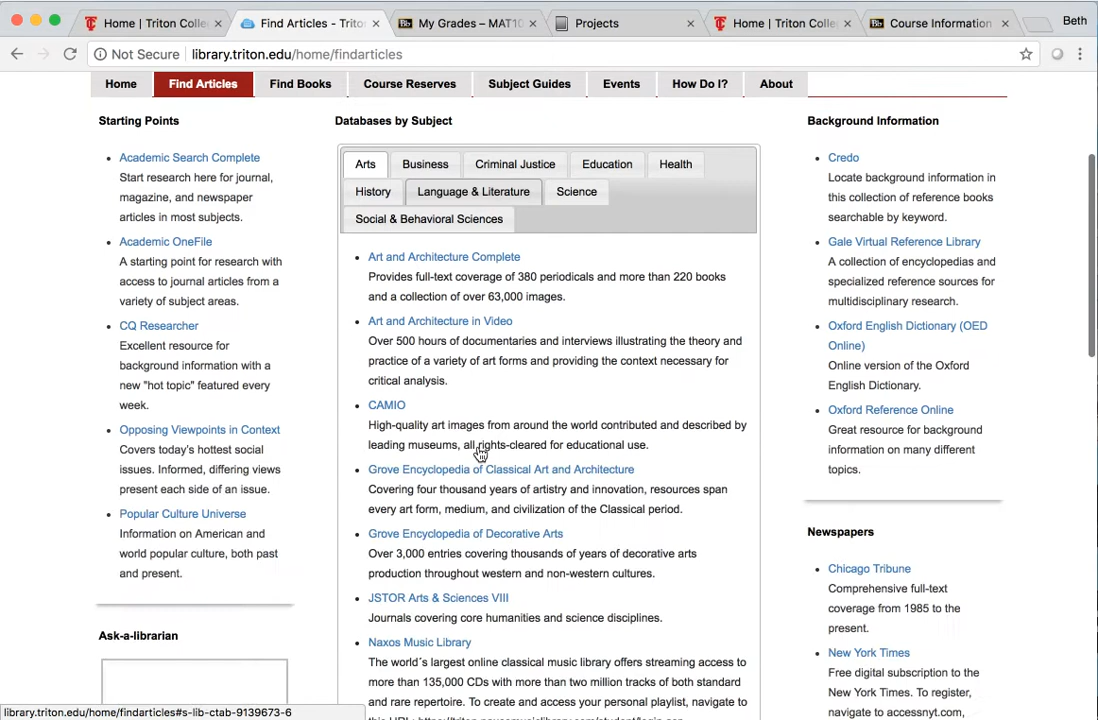 Home | Triton Colle
Find Articles - Trito
My Grades – MAT10
Projects
Home | Triton Colle
Course Information
Beth
Not Secure
library.triton.edu/home/findarticles
Home
Find Articles
Find Books
Course Reserves
Subject Guides
Events
How Do I?
About
Starting Points
Academic Search Complete
Start research here for journal,
magazine, and newspaper
articles in most subjects.
Academic OneFile
A starting point for research with
access to journal articles from a
variety of subject areas.
CQ Researcher
Excellent resource for
background information with a
new "hot topic" featured every
week.
Opposing Viewpoints in Context
Covers today's hottest social
issues. Informed, differing views
present each side of an issue.
Popular Culture Universe
Information on American and
world popular culture, both past
and present.
Ask-a-librarian
Databases by Subject
Arts
Business
Criminal Justice
Education
Health
History
Language & Literature
Science
Social & Behavioral Sciences
Art and Architecture Complete
Provides full-text coverage of 380 periodicals and more than 220 books
and a collection of over 63,000 images.
Art and Architecture in Video
Over 500 hours of documentaries and interviews illustrating the theory and
practice of a variety of art forms and providing the context necessary for
critical analysis.
CAMIO
High-quality art images from around the world contributed and described by
leading museums, all rights-cleared for educational use.
Grove Encyclopedia of Classical Art and Architecture
Covering four thousand years of artistry and innovation, resources span
every art form, medium, and civilization of the Classical period.
Grove Encyclopedia of Decorative Arts
Over 3,000 entries covering thousands of years of decorative arts
production throughout western and non-western cultures.
JSTOR Arts & Sciences VIII
Journals covering core humanities and science disciplines.
Naxos Music Library
The world´s largest online classical music library offers streaming access to
more than 135,000 CDs with more than two million tracks of both standard
and rare repertoire. To create and access your personal playlist, navigate to
Background Information
Credo
Locate background information in
this collection of reference books
searchable by keyword.
Gale Virtual Reference Library
A collection of encyclopedias and
specialized reference sources for
multidisciplinary research.
Oxford English Dictionary (OED
Online)
Online version of the Oxford
English Dictionary.
Oxford Reference Online
Great resource for background
information on many different
topics.
Newspapers
Chicago Tribune
Comprehensive full-text
coverage from 1985 to the
present.
New York Times
Free digital subscription to the
New York Times. To register,
navigate to accessnyt.com,
library.triton.edu/home/findarticles#s-lib-ctab-9139673-6